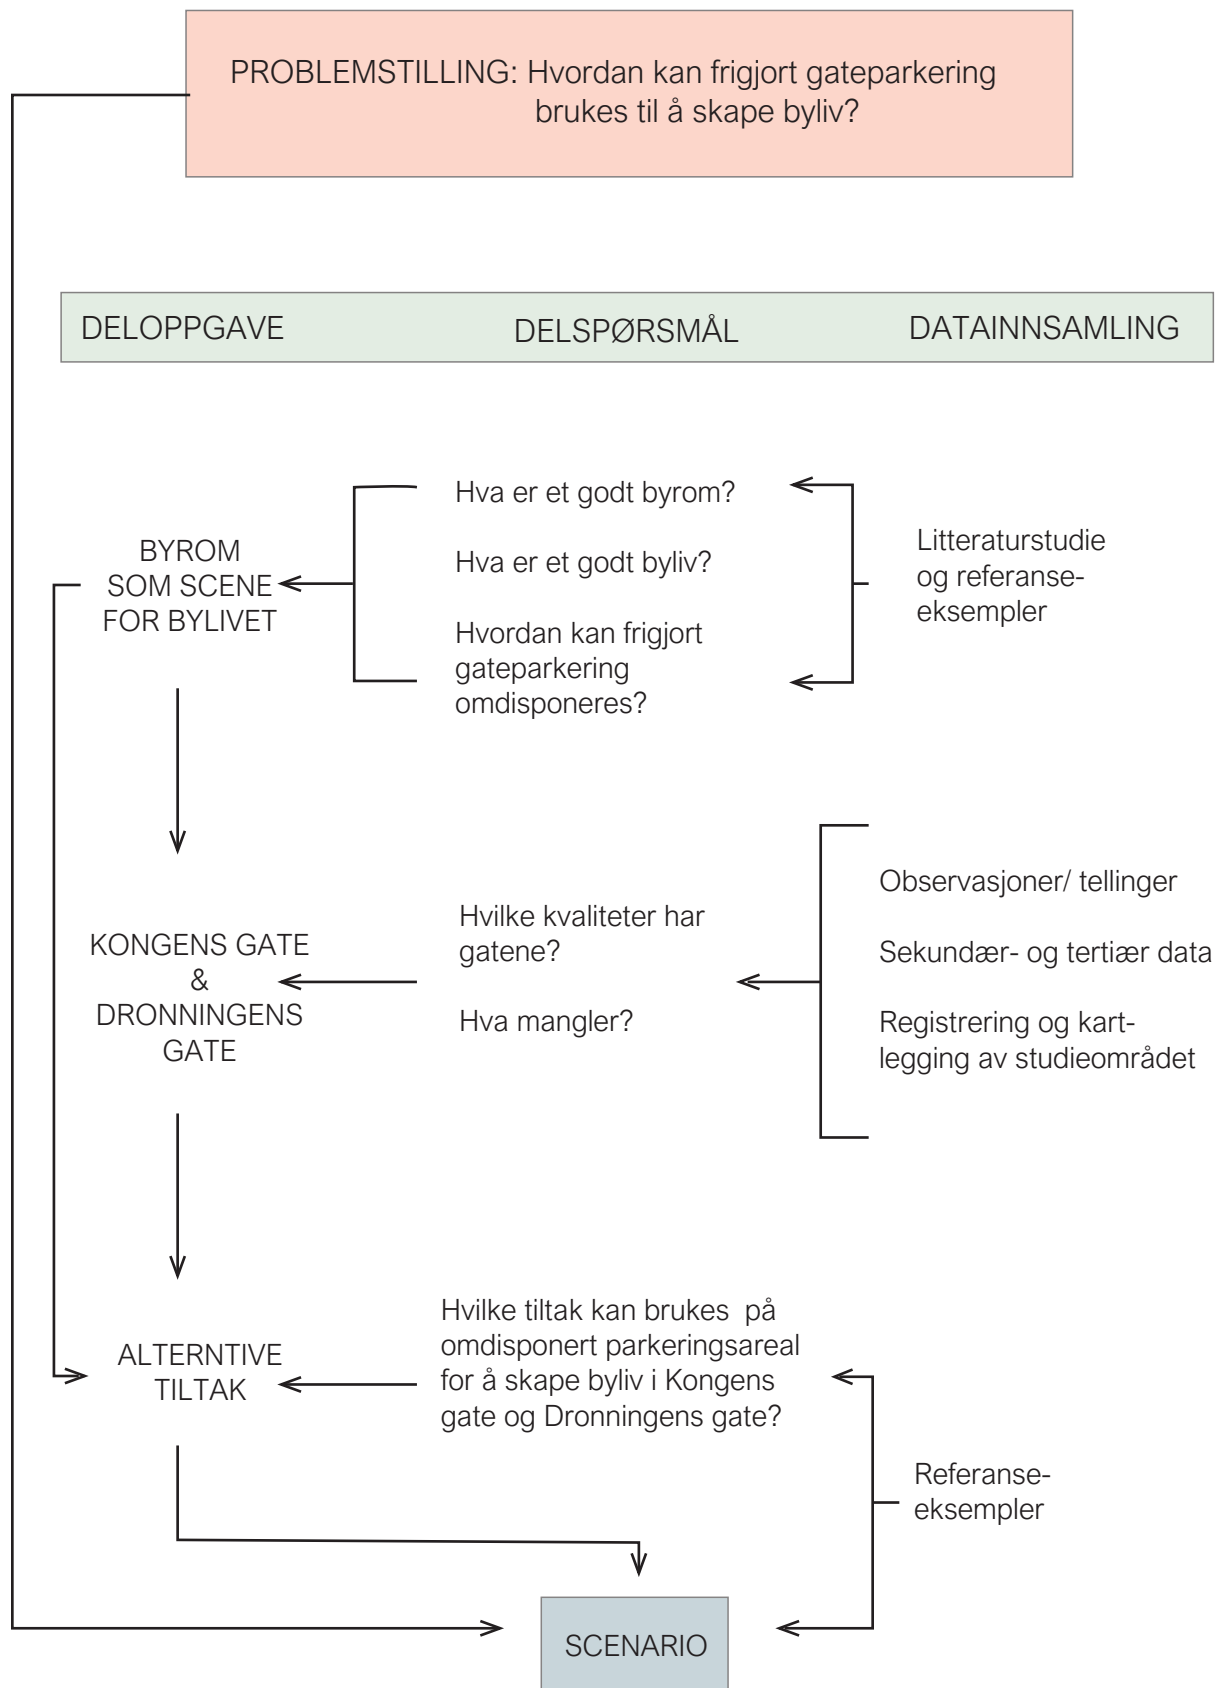 PROBLEMSTILLING: Hvordan kan frigjort gateparkering
brukes til å skape byliv?
DELOPPGAVE
DELSPØRSMÅL
DATAINNSAMLING
BYROM
SOM SCENE
FOR BYLIVET
Hva er et godt byrom?
Hva er et godt byliv?
Hvordan kan frigjort
gateparkering
omdisponeres?
Litteraturstudie
og referanse-
eksempler
KONGENS GATE
&
DRONNINGENS
GATE
Hvilke kvaliteter har
gatene?
Hva mangler?
Observasjoner/ tellinger
Sekundær- og tertiær data
Registrering og kart-
legging av studieområdet
ALTERNTIVE
TILTAK
Hvilke tiltak kan brukes  på
omdisponert parkeringsareal
for å skape byliv i Kongens
gate og Dronningens gate?
Referanse-
eksempler
SCENARIO